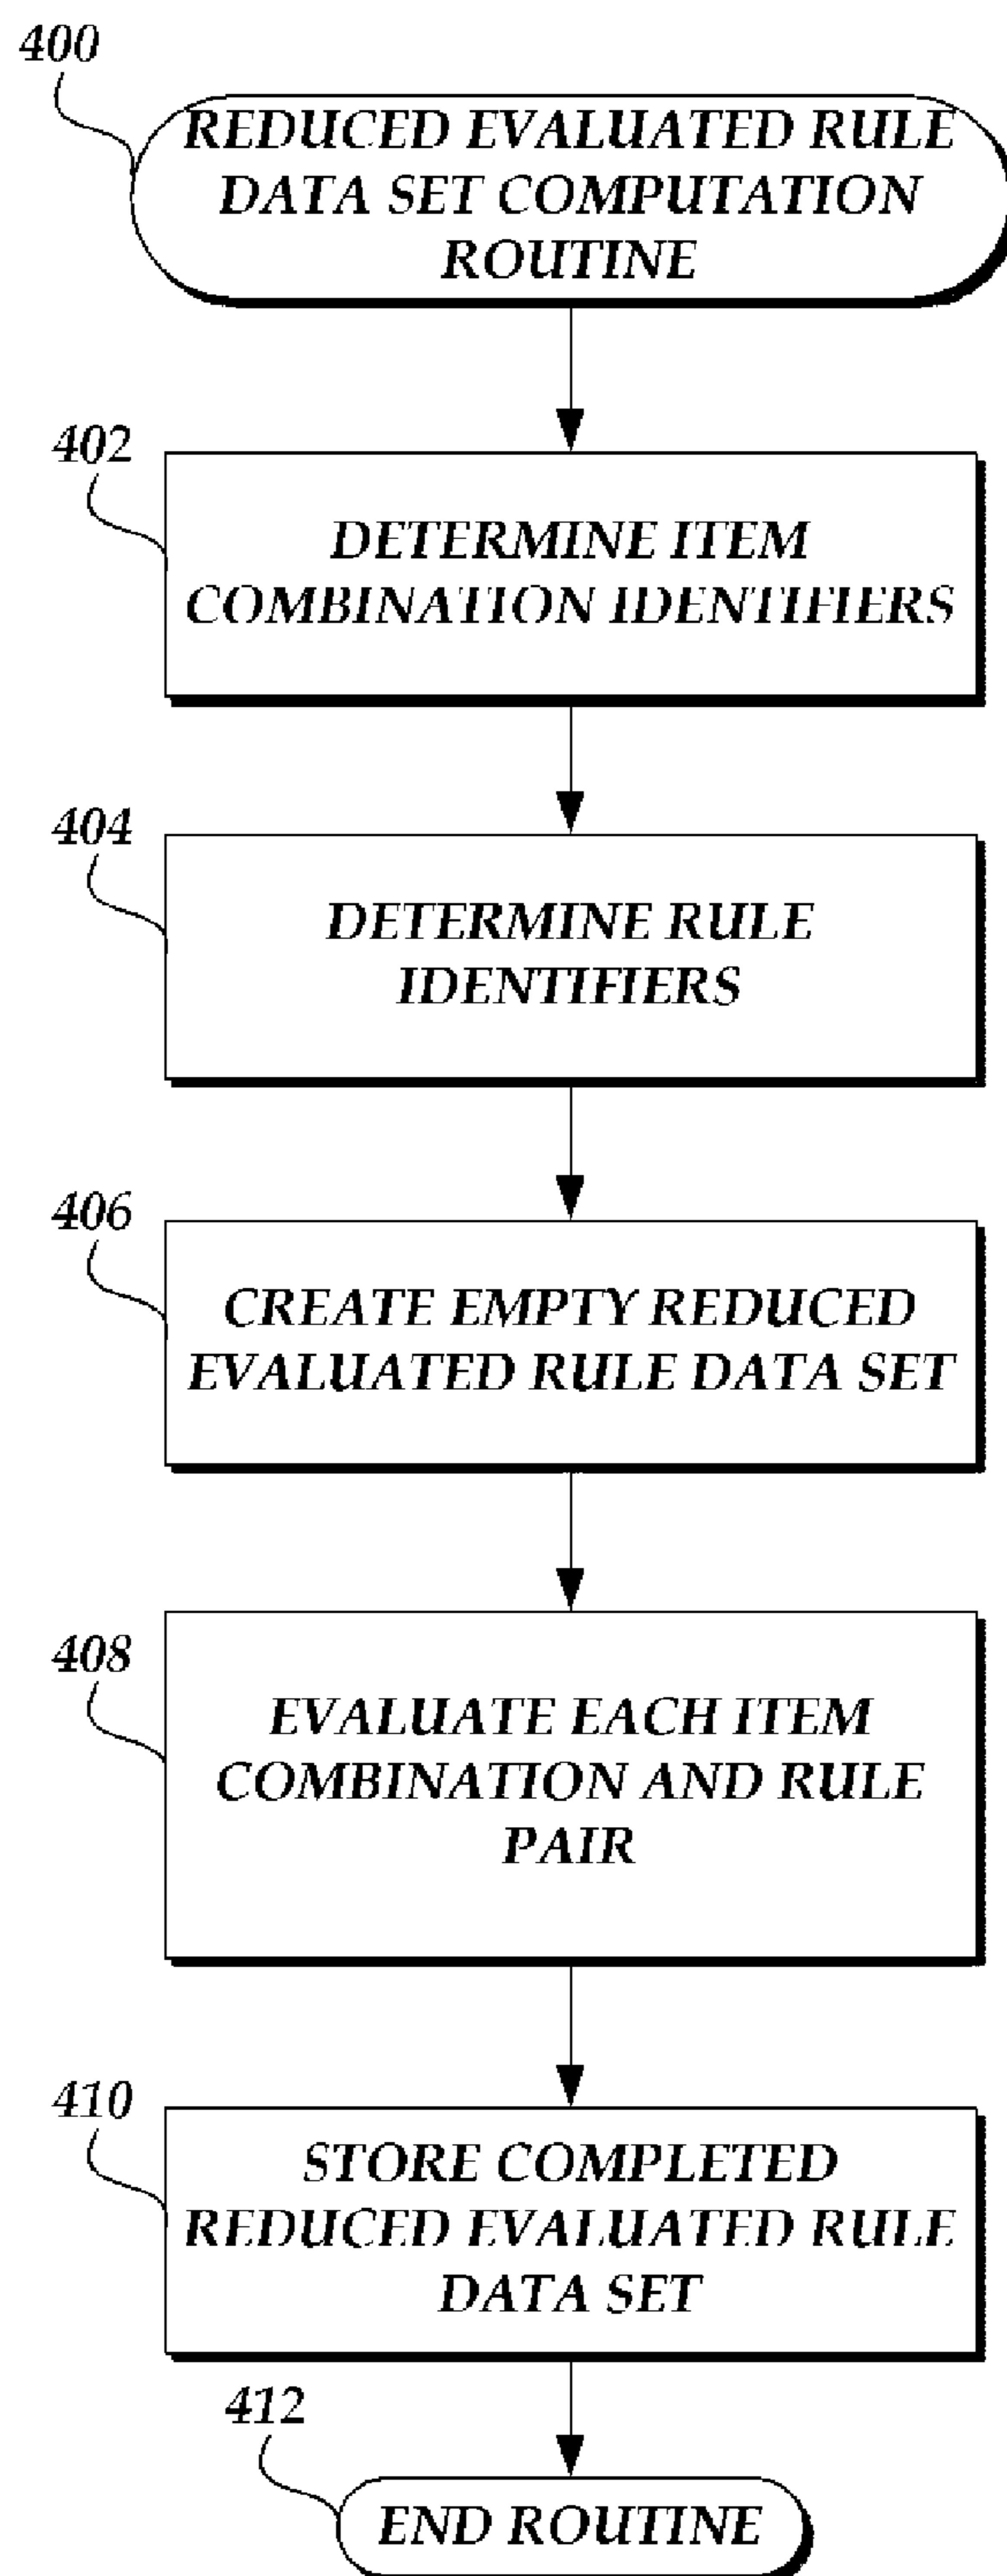 400
REDUCED EVALUATED RULE
DATA SET COMPUTATION
ROUTINE
402
DETERMINE ITEM
COMBINATION IDENTIFIERS
404
DETERMINE RULE
IDENTIFIERS
406
CREATE EMPTY REDUCED
EVALUATED RULE DATA SET
408
EVALUATE EACH ITEM
COMBINATION AND RULE
PAIR
410
STORE COMPLETED
REDUCED EVALUATED RULE
DATA SET
412
END ROUTINE